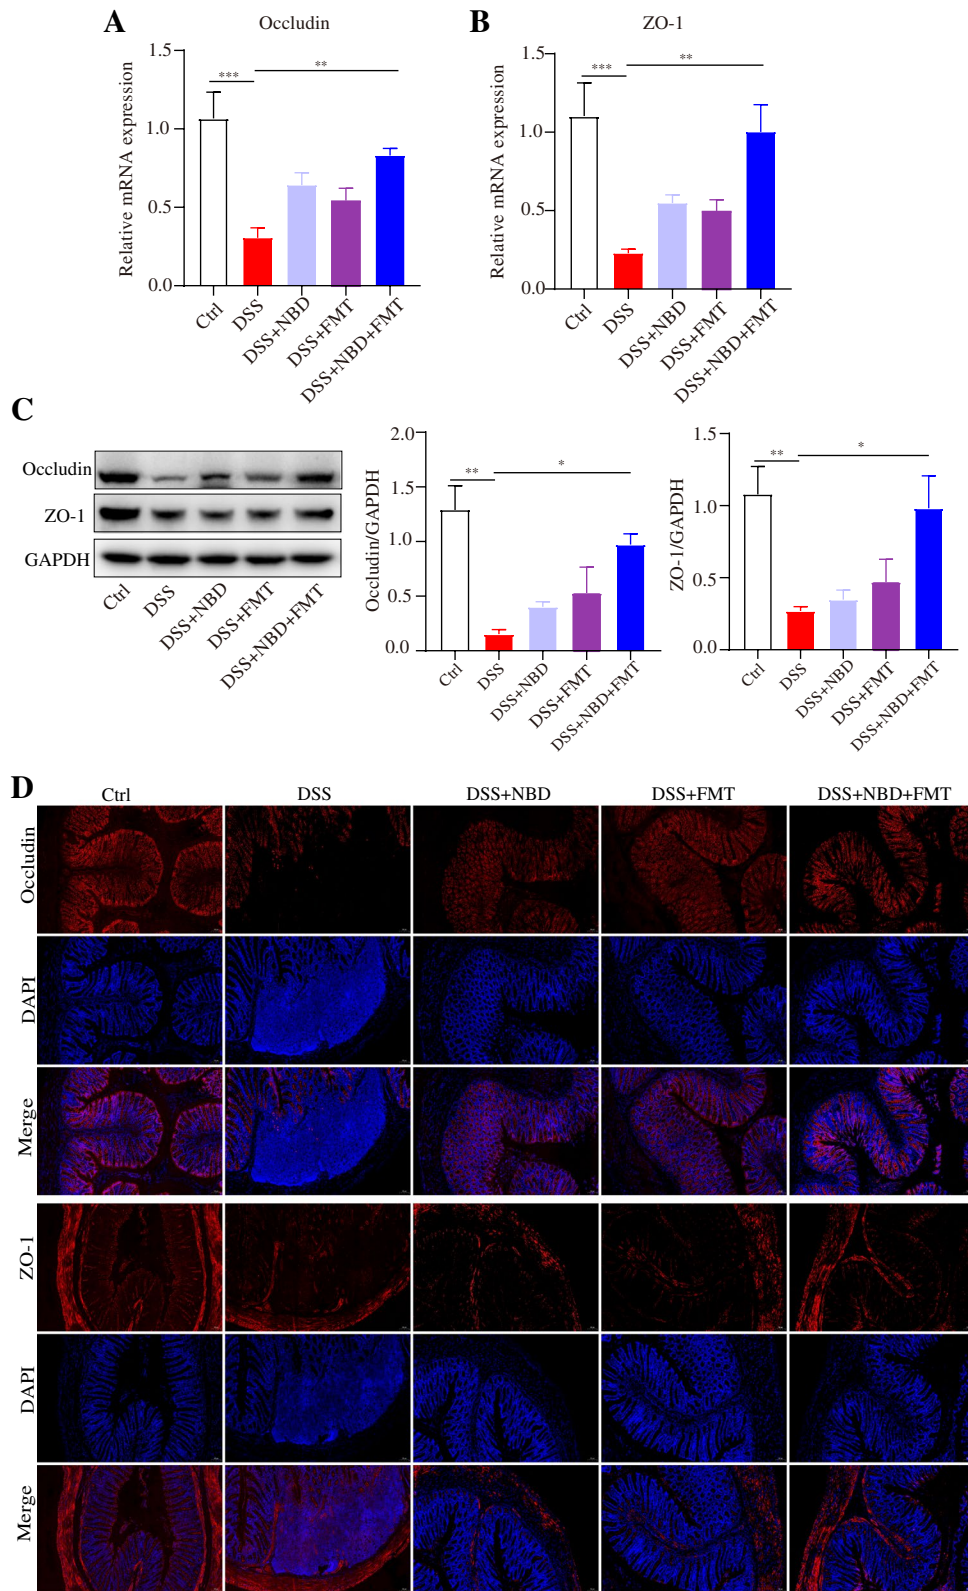 A
Occludin
Relative mRNA expression
1.5
1.0
0.5
0.0
***
**
Ctrl
DSS
DSS+NBD
DSS+FMT
DSS+NBD+FMT
B
ZO-1
Relative mRNA expression
1.5
1.0
0.5
0.0
***
**
Ctrl
DSS
DSS+NBD
DSS+FMT
DSS+NBD+FMT
C
Occludin
ZO-1
GAPDH
Ctrl
DSS
DSS+NBD
DSS+FMT
DSS+NBD+FMT
Occludin/GAPDH
2.0
1.5
1.0
0.5
0.0
**
*
Ctrl
DSS
DSS+NBD
DSS+FMT
DSS+NBD+FMT
ZO-1/GAPDH
1.5
1.0
0.5
0.0
**
*
Ctrl
DSS
DSS+NBD
DSS+FMT
DSS+NBD+FMT
D
Ctrl DSS DSS+NBD DSS+FMT DSS+NBD+FMT
Occludin
DAPI
Merge
ZO-1
DAPI
Merge